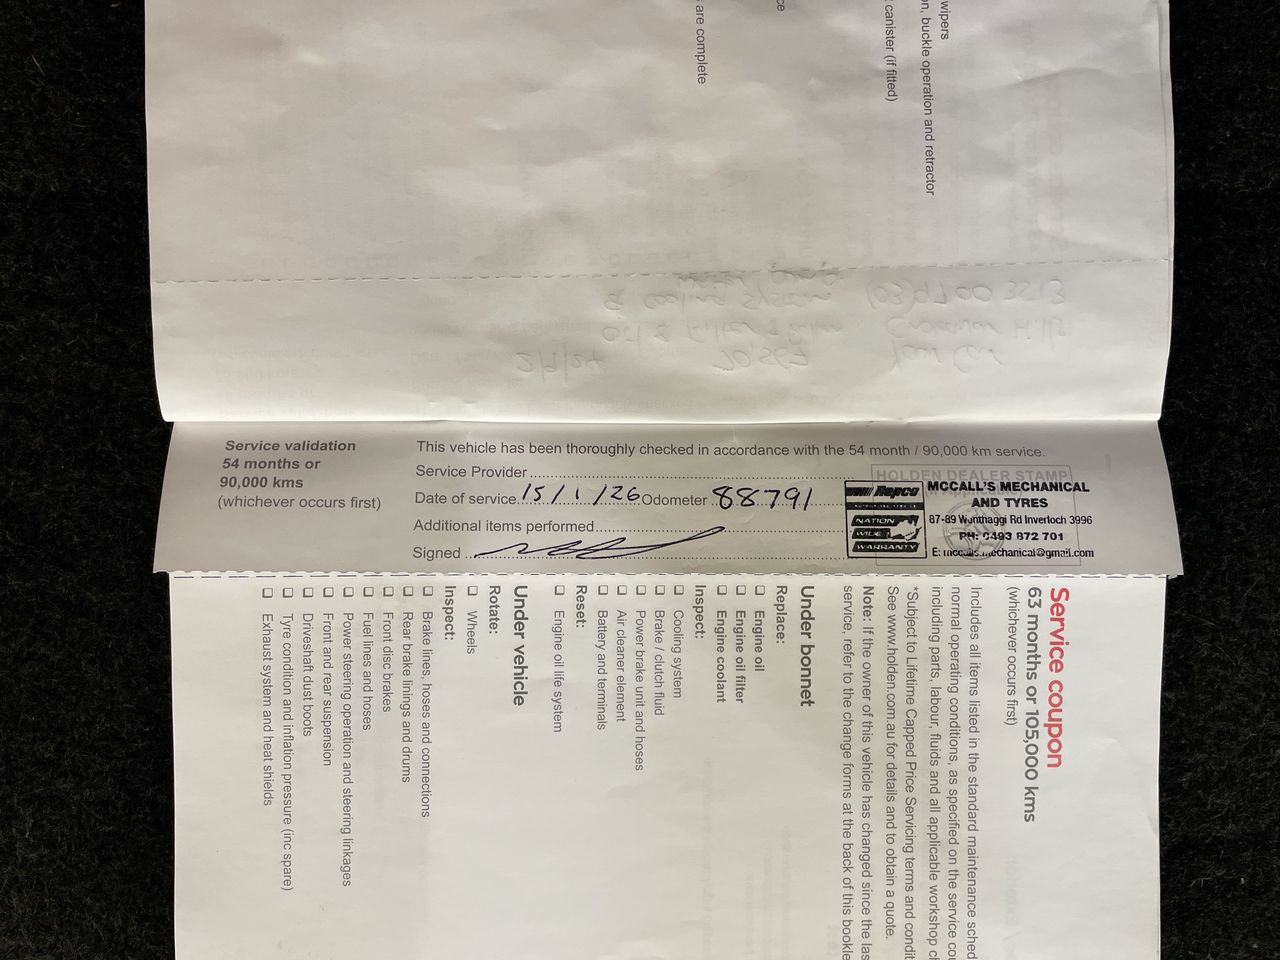 wipers
n, buckle operation and retractor
canister (if fitted)
ce
are complete
Service validation
54 months or
90,000 kms
(whichever occurs first)
This vehicle has been thoroughly checked in accordance with the 54 month / 90,000 km service.
Service Provider
Date of service 15/1/26 Odometer 88791
Additional items performed
Signed
HOLDEN DEALER STAMP
Repco
NATION
WIDE
WARRANTY
MCCALL'S MECHANICAL
AND TYRES
87-89 Wonthaggi Rd Inverloch 3996
PH: 0493 872 701
E: mccalls.mechanical@gmail.com
Service coupon
63 months or 105,000 kms
(whichever occurs first)
Includes all items listed in the standard maintenance sched
normal operating conditions, as specified on the service cou
including parts, labour, fluids and all applicable workshop ch
*Subject to Lifetime Capped Price Servicing terms and condit
See www.holden.com.au for details and to obtain a quote.
Note: If the owner of this vehicle has changed since the las
service, refer to the change forms at the back of this bookle
Under bonnet
Replace:
❑ Engine oil
❑ Engine oil filter
❑ Engine coolant
Inspect:
❑ Cooling system
❑ Brake / clutch fluid
❑ Power brake unit and hoses
❑ Air cleaner element
❑ Battery and terminals
Reset:
❑ Engine oil life system
Under vehicle
Rotate:
❑ Wheels
Inspect:
❑ Brake lines, hoses and connections
❑ Rear brake linings and drums
❑ Front disc brakes
❑ Fuel lines and hoses
❑ Power steering operation and steering linkages
❑ Front and rear suspension
❑ Driveshaft dust boots
❑ Tyre condition and inflation pressure (inc spare)
❑ Exhaust system and heat shields